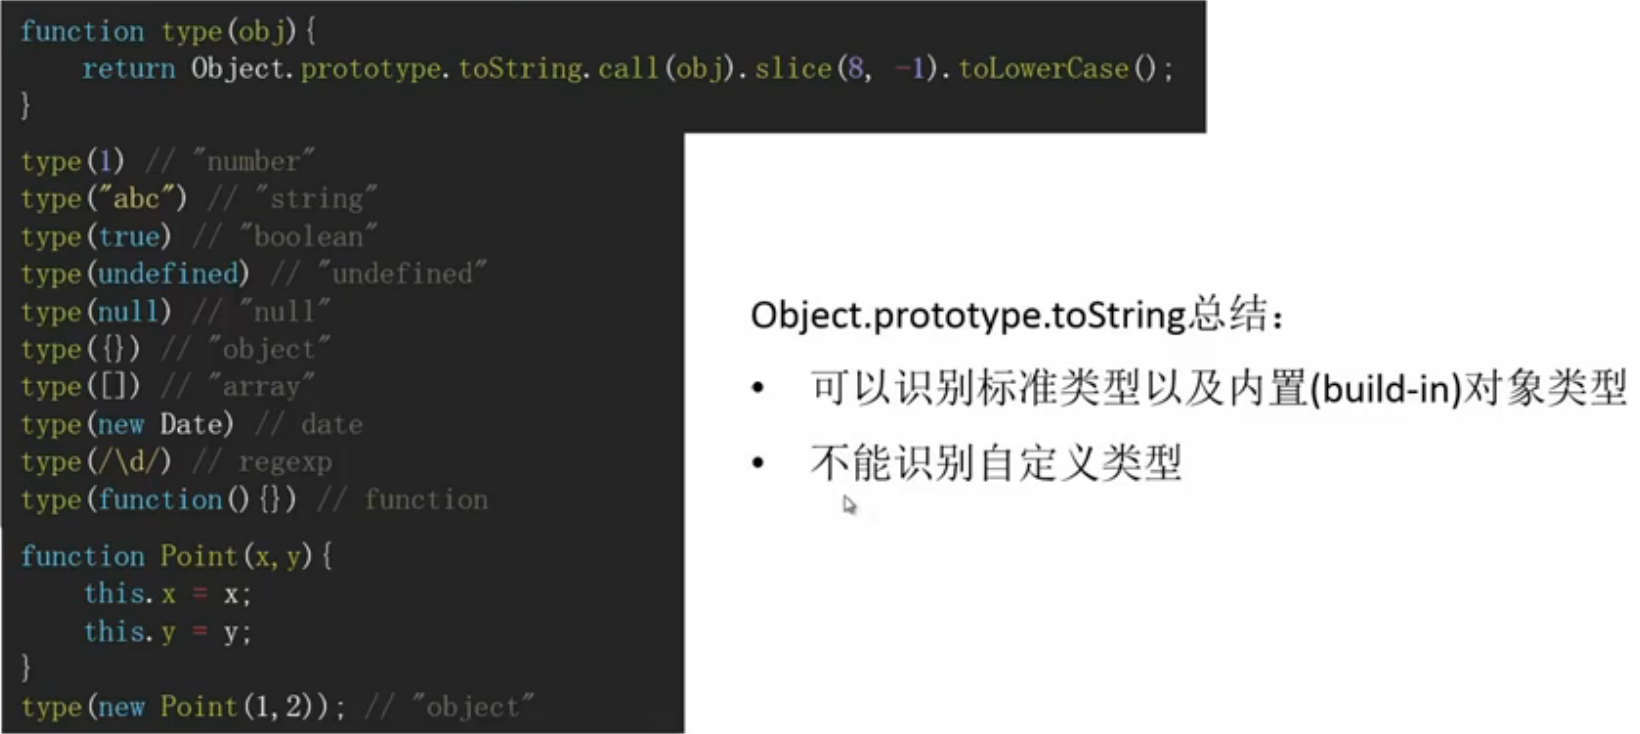 function type(obj){
    return Object.prototype.toString.call(obj).slice(8, -1).toLowerCase();
}
type(1) // "number"
type("abc") // "string"
type(true) // "boolean"
type(undefined) // "undefined"
type(null) // "null"
type({}) // "object"
type([]) // "array"
type(new Date) // date
type(/\d/) // regexp
type(function(){}) // function
function Point(x,y){
    this.x = x;
    this.y = y;
}
type(new Point(1,2)); // "object"
Object.prototype.toString总结：
• 可以识别标准类型以及内置(build-in)对象类型
• 不能识别自定义类型